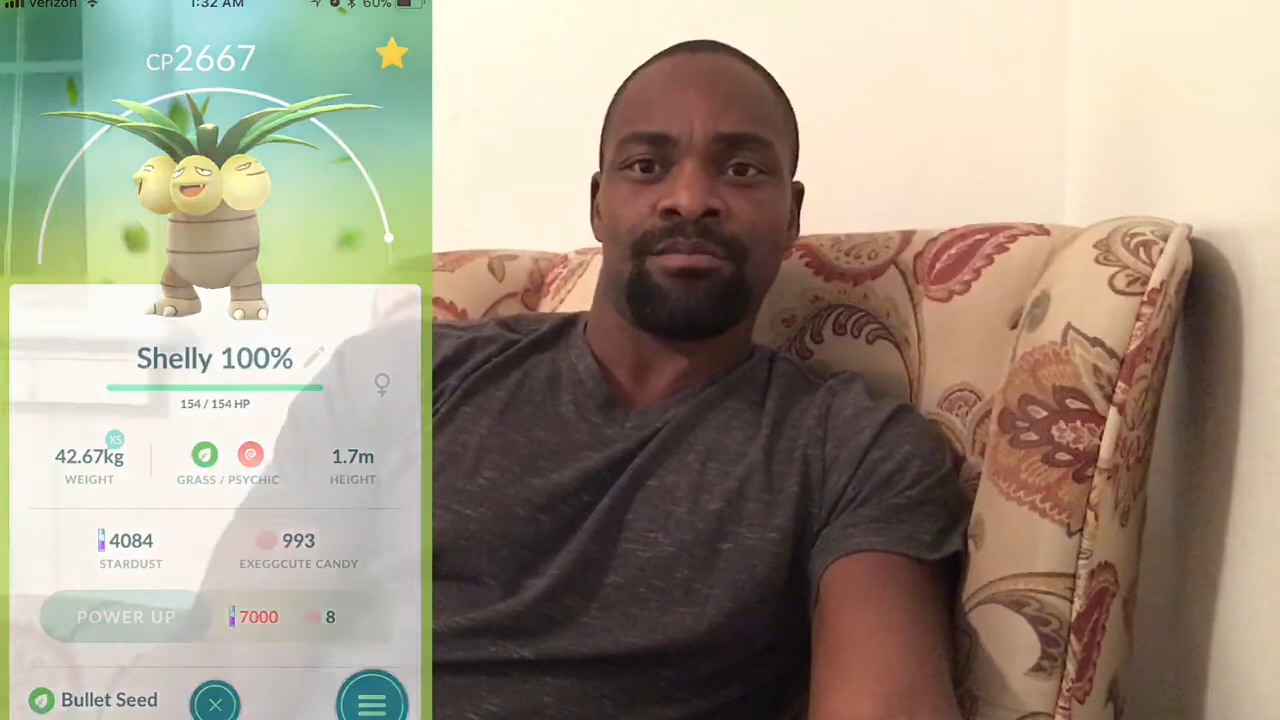 Verizon 1:32 AM 60%
CP2667
Shelly 100%
154 / 154 HP
XS
42.67kg 1.7m
WEIGHT GRASS / PSYCHIC HEIGHT
4084 993
STARDUST EXEGGCUTE CANDY
POWER UP 7000 8
Bullet Seed